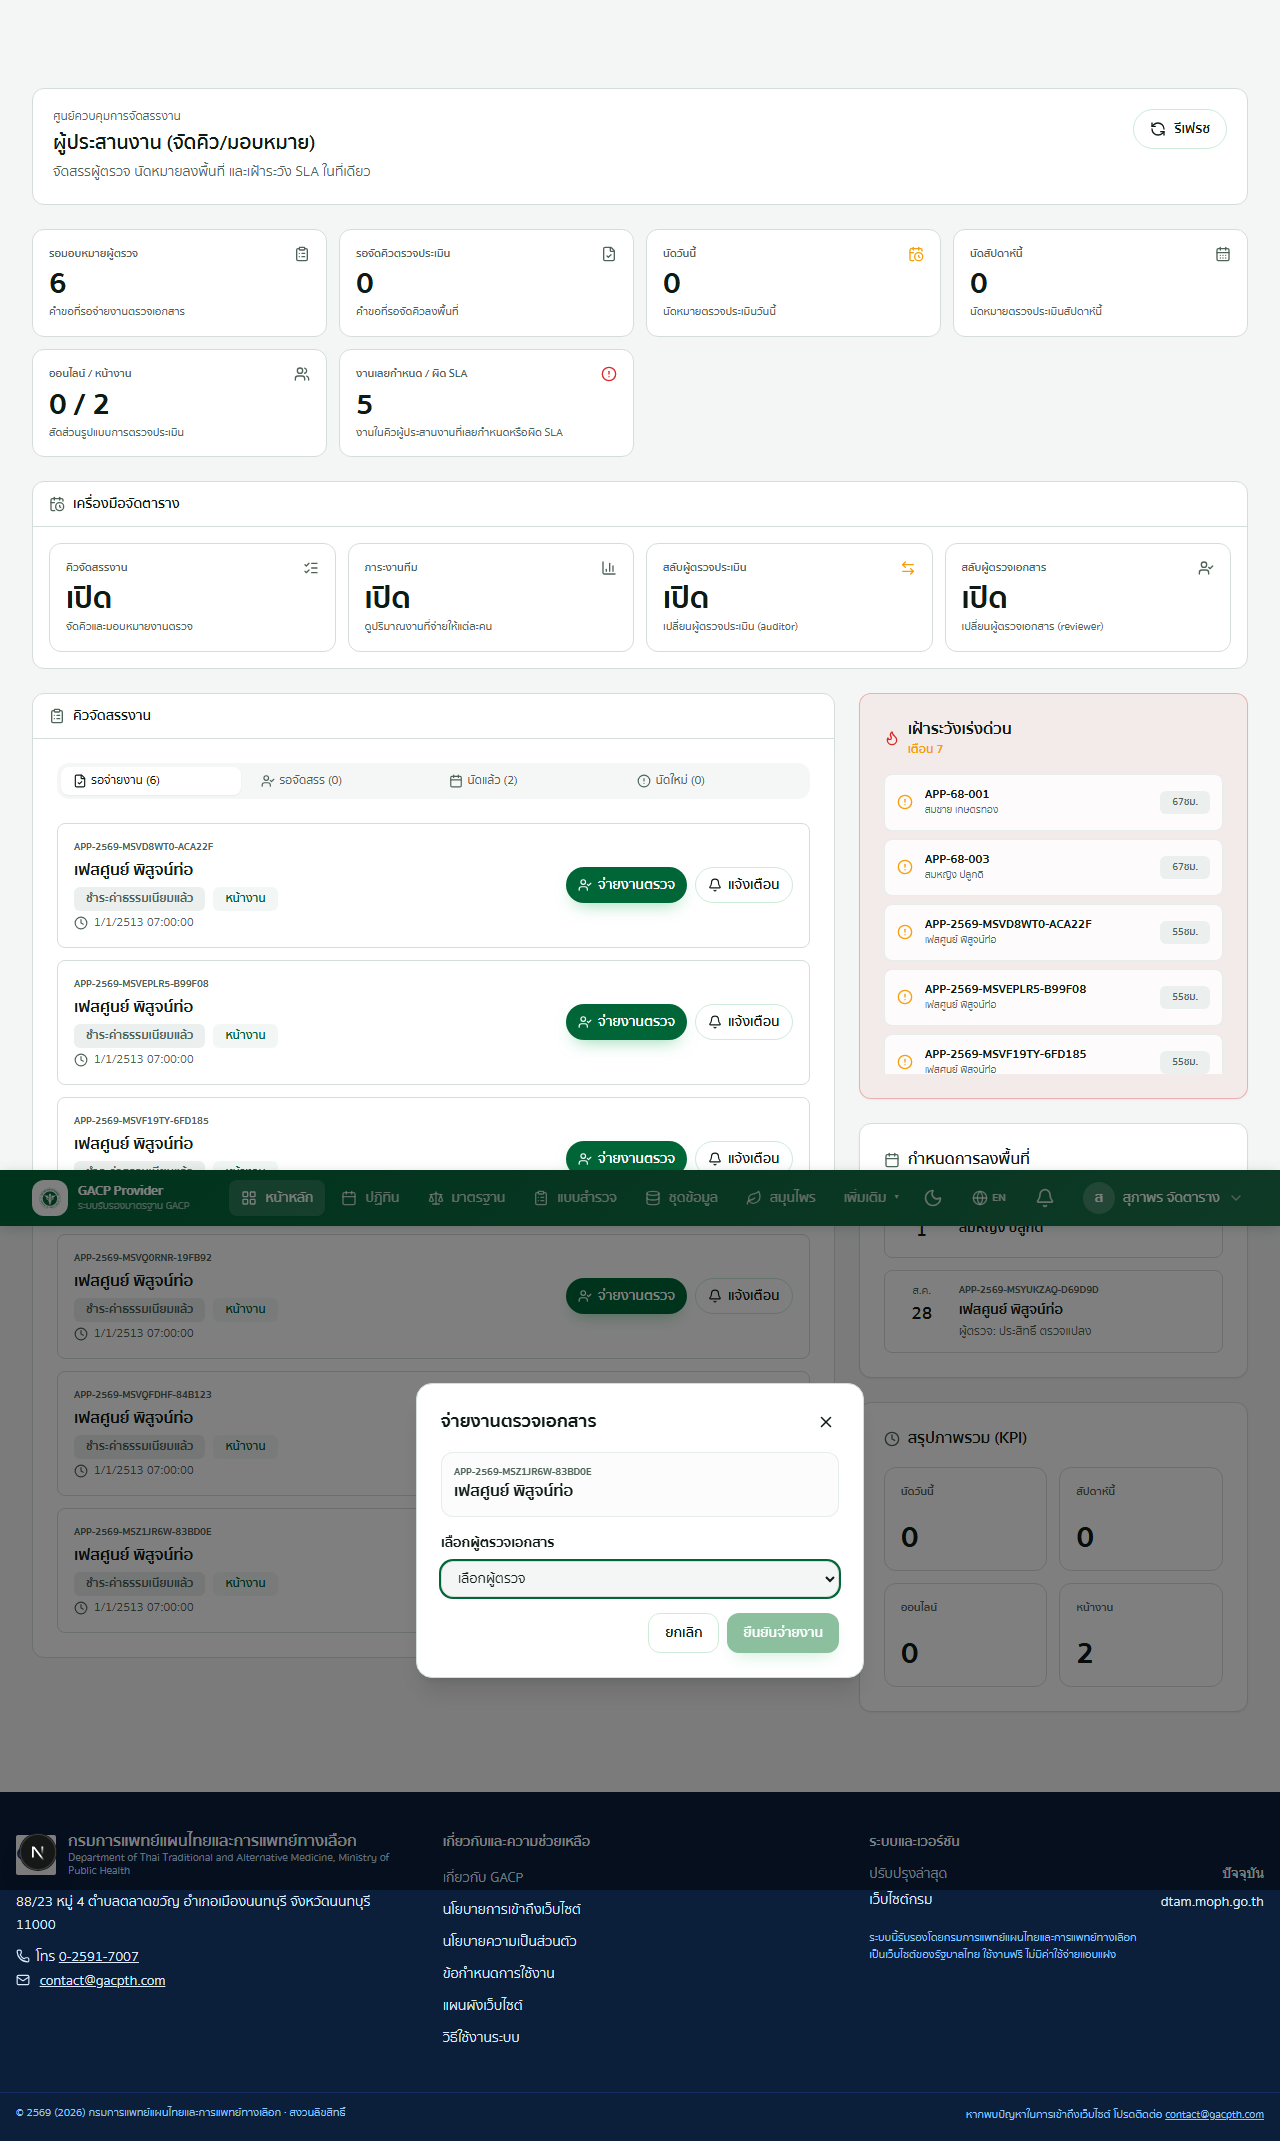 ศูนย์ควบคุมการจัดสรรงาน
ผู้ประสานงาน (จัดคิว/มอบหมาย)
จัดสรรผู้ตรวจ นัดหมายลงพื้นที่ และเฝ้าระวัง SLA ในที่เดียว
รีเฟรช
รอมอบหมายผู้ตรวจ
6
คำขอที่รอจ่ายงานตรวจเอกสาร
รอจัดคิวตรวจประเมิน
0
คำขอที่รอจัดคิวลงพื้นที่
นัดวันนี้
0
นัดหมายตรวจประเมินวันนี้
นัดสัปดาห์นี้
0
นัดหมายตรวจประเมินสัปดาห์นี้
ออนไลน์ / หน้างาน
0 / 2
สัดส่วนรูปแบบการตรวจประเมิน
งานเลยกำหนด / ผิด SLA
5
งานในคิวผู้ประสานงานที่เลยกำหนดหรือผิด SLA
เครื่องมือจัดตาราง
คิวจัดสรรงาน
เปิด
จัดคิวและมอบหมายงานตรวจ
ภาระงานทีม
เปิด
ดูปริมาณงานที่จ่ายให้แต่ละคน
สลับผู้ตรวจประเมิน
เปิด
เปลี่ยนผู้ตรวจประเมิน (auditor)
สลับผู้ตรวจเอกสาร
เปิด
เปลี่ยนผู้ตรวจเอกสาร (reviewer)
คิวจัดสรรงาน
รอจ่ายงาน (6)
รอจัดสรร (0)
นัดแล้ว (2)
นัดใหม่ (0)
APP-2569-MSVD8WT0-ACA22F
เฟสศูนย์ พิสูจน์ท่อ
ชำระค่าธรรมเนียมแล้ว
หน้างาน
1/1/2513 07:00:00
จ่ายงานตรวจ
แจ้งเตือน
APP-2569-MSVEPLR5-B99F08
เฟสศูนย์ พิสูจน์ท่อ
ชำระค่าธรรมเนียมแล้ว
หน้างาน
1/1/2513 07:00:00
จ่ายงานตรวจ
แจ้งเตือน
APP-2569-MSVF19TY-6FD185
เฟสศูนย์ พิสูจน์ท่อ
จ่ายงานตรวจ
แจ้งเตือน
เฝ้าระวังเร่งด่วน
เตือน 7
APP-68-001
สมชาย เกษตรทอง
67ชม.
APP-68-003
สมหญิง ปลูกดี
67ชม.
APP-2569-MSVD8WT0-ACA22F
เฟสศูนย์ พิสูจน์ท่อ
55ชม.
APP-2569-MSVEPLR5-B99F08
เฟสศูนย์ พิสูจน์ท่อ
55ชม.
APP-2569-MSVF19TY-6FD185
เฟสศูนย์ พิสูจน์ท่อ
55ชม.
กำหนดการลงพื้นที่
GACP Provider
ระบบรับรองมาตรฐาน GACP
หน้าหลัก
ปฏิทิน
มาตรฐาน
แบบสำรวจ
ชุดข้อมูล
สมุนไพร
เพิ่มเติม
EN
ส
สุภาพร จัดตาราง
1
สมหญิง ปลูกดี
ส.ค.
28
APP-2569-MSYUKZAQ-D69D9D
เฟสศูนย์ พิสูจน์ท่อ
ผู้ตรวจ: ประสิทธิ์ ตรวจแปลง
APP-2569-MSVQ0RNR-19FB92
เฟสศูนย์ พิสูจน์ท่อ
ชำระค่าธรรมเนียมแล้ว
หน้างาน
1/1/2513 07:00:00
จ่ายงานตรวจ
แจ้งเตือน
APP-2569-MSVQFDHF-84B123
เฟสศูนย์ พิสูจน์ท่อ
ชำระค่าธรรมเนียมแล้ว
หน้างาน
1/1/2513 07:00:00
APP-2569-MSZ1JR6W-83BD0E
เฟสศูนย์ พิสูจน์ท่อ
ชำระค่าธรรมเนียมแล้ว
หน้างาน
1/1/2513 07:00:00
จ่ายงานตรวจเอกสาร
APP-2569-MSZ1JR6W-83BD0E
เฟสศูนย์ พิสูจน์ท่อ
เลือกผู้ตรวจเอกสาร
เลือกผู้ตรวจ
ยกเลิก
ยืนยันจ่ายงาน
สรุปภาพรวม (KPI)
นัดวันนี้
0
สัปดาห์นี้
0
ออนไลน์
0
หน้างาน
2
N
กรมการแพทย์แผนไทยและการแพทย์ทางเลือก
Department of Thai Traditional and Alternative Medicine, Ministry of
Public Health
88/23 หมู่ 4 ตำบลตลาดขวัญ อำเภอเมืองนนทบุรี จังหวัดนนทบุรี
11000
โทร 0-2591-7007
contact@gacpth.com
เกี่ยวกับและความช่วยเหลือ
เกี่ยวกับ GACP
นโยบายการเข้าถึงเว็บไซต์
นโยบายความเป็นส่วนตัว
ข้อกำหนดการใช้งาน
แผนผังเว็บไซต์
วิธีใช้งานระบบ
ระบบและเวอร์ชัน
ปรับปรุงล่าสุด
ปัจจุบัน
เว็บไซต์กรม
dtam.moph.go.th
ระบบนี้รับรองโดยกรมการแพทย์แผนไทยและการแพทย์ทางเลือก
เป็นเว็บไซต์ของรัฐบาลไทย ใช้งานฟรี ไม่มีค่าใช้จ่ายแอบแฝง
© 2569 (2026) กรมการแพทย์แผนไทยและการแพทย์ทางเลือก · สงวนลิขสิทธิ์
หากพบปัญหาในการเข้าถึงเว็บไซต์ โปรดติดต่อ contact@gacpth.com